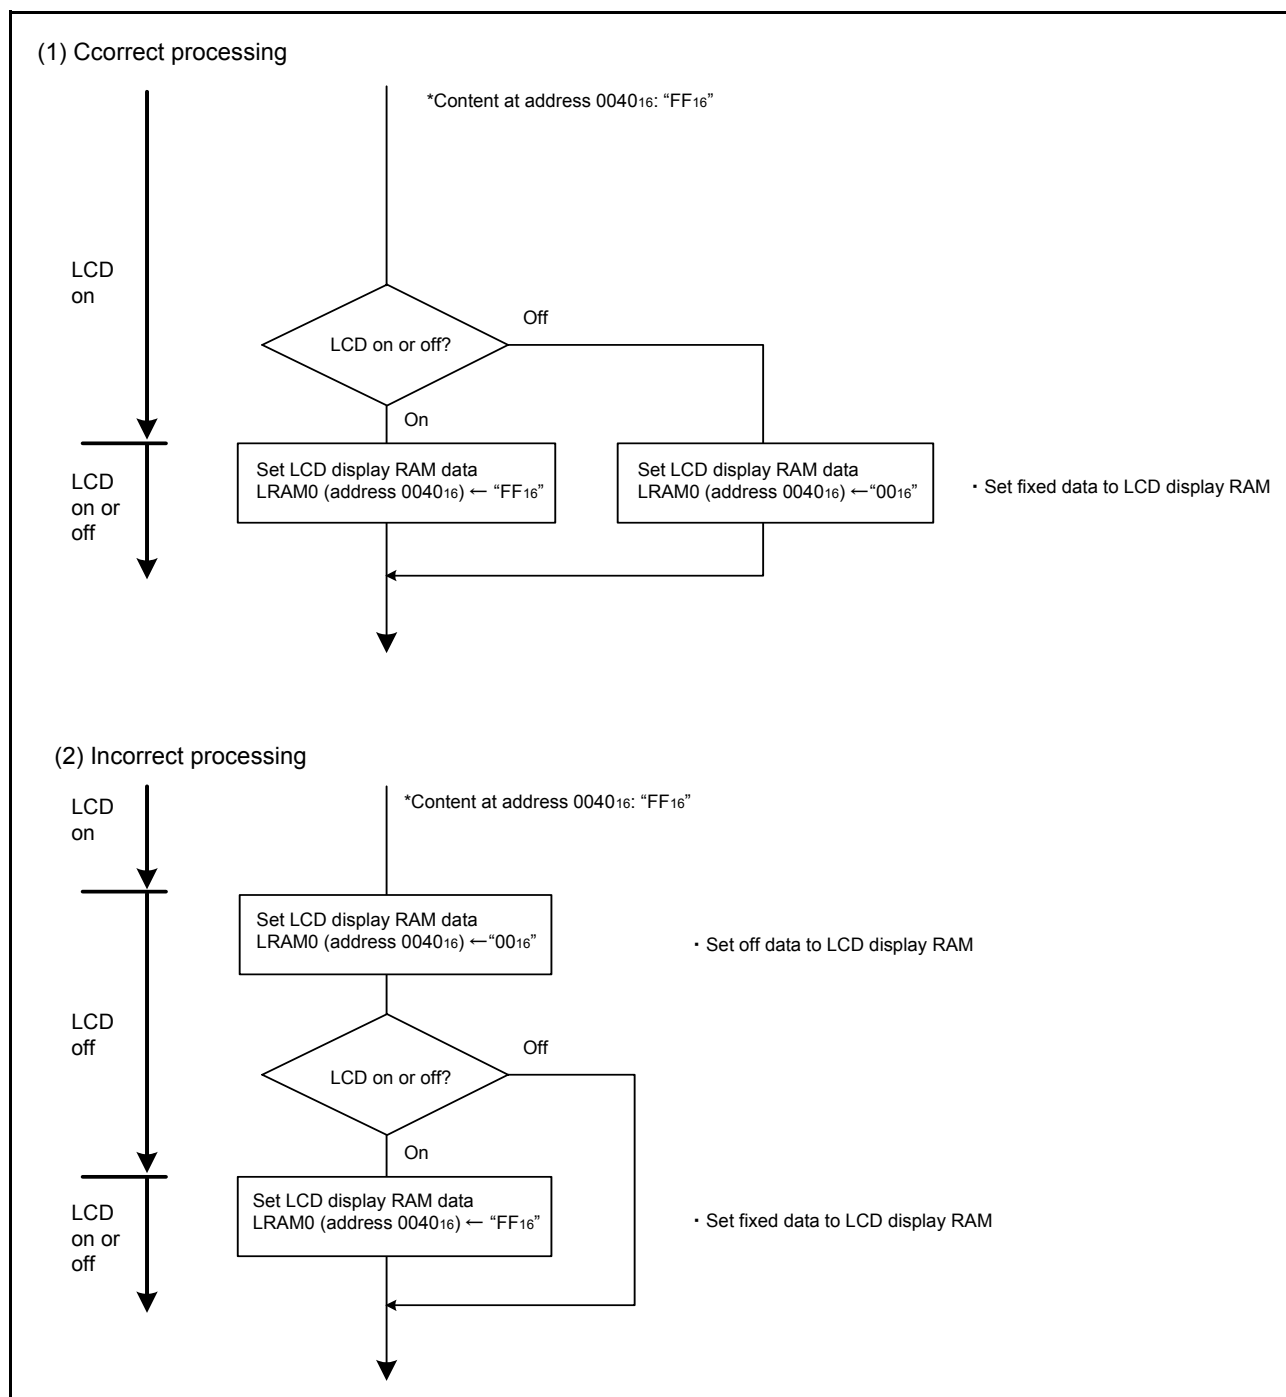 (1) Ccorrect processing
*Content at address 004016: “FF16”
LCD
on
Off
LCD on or off?
On
LCD
on or
off
Set LCD display RAM data
LRAM0 (address 004016) ← “FF16”
Set LCD display RAM data
LRAM0 (address 004016) ←“0016”
・Set fixed data to LCD display RAM
(2) Incorrect processing
LCD
on
*Content at address 004016: “FF16”
Set LCD display RAM data
LRAM0 (address 004016) ←“0016”
・Set off data to LCD display RAM
LCD
off
Off
LCD on or off?
On
LCD
on or
off
Set LCD display RAM data
LRAM0 (address 004016) ← “FF16”
・Set fixed data to LCD display RAM